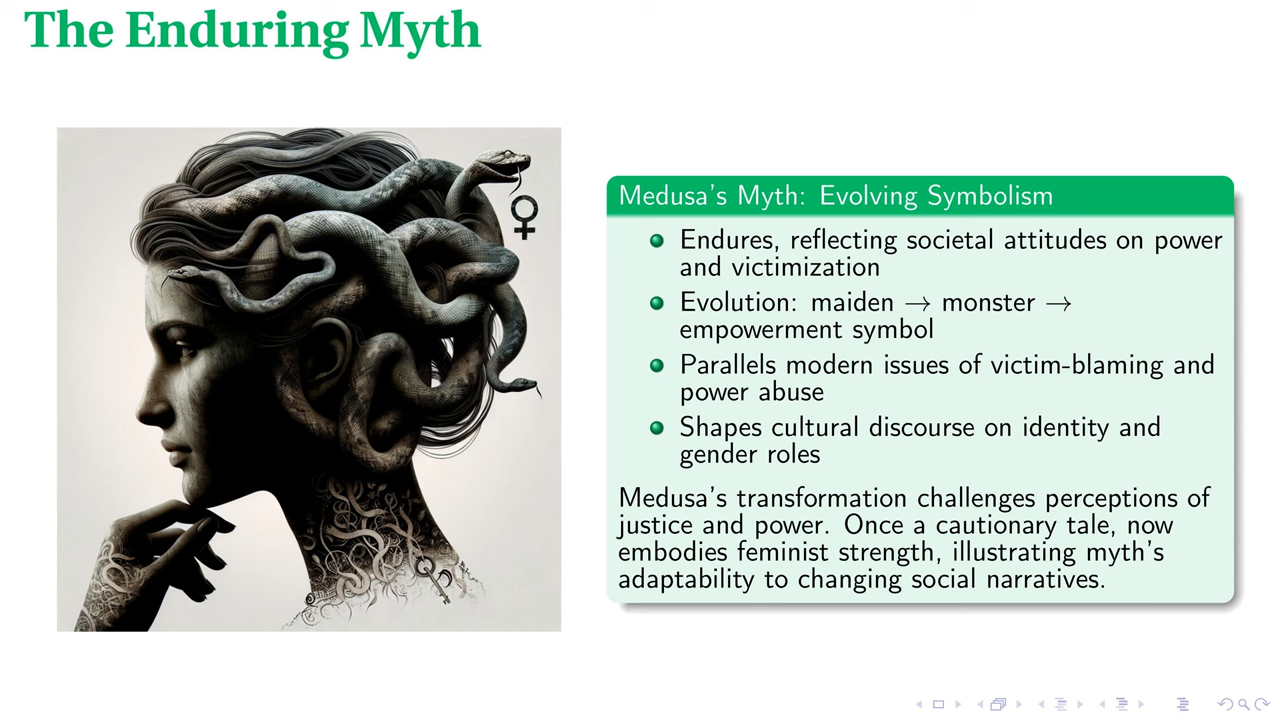 The Enduring Myth
♀
Medusa's Myth: Evolving Symbolism
Endures, reflecting societal attitudes on power
and victimization
Evolution: maiden → monster →
empowerment symbol
Parallels modern issues of victim-blaming and
power abuse
Shapes cultural discourse on identity and
gender roles
Medusa's transformation challenges perceptions of
justice and power. Once a cautionary tale, now
embodies feminist strength, illustrating myth's
adaptability to changing social narratives.